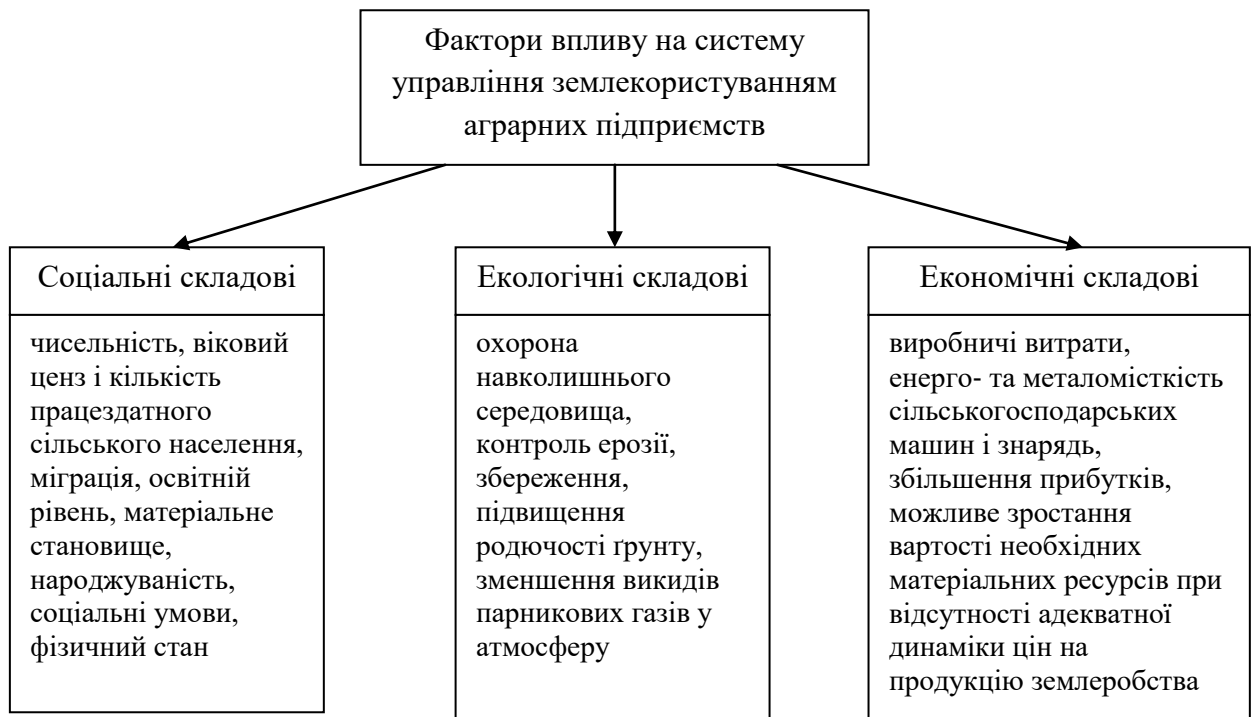 Фактори впливу на систему
управління землекористуванням
аграрних підприємств
Соціальні складові
чисельність, віковий
ценз і кількість
працездатного
сільського населення,
міграція, освітній
рівень, матеріальне
становище,
народжуваність,
соціальні умови,
фізичний стан
Екологічні складові
охорона
навколишнього
середовища,
контроль ерозії,
збереження,
підвищення
родючості ґрунту,
зменшення викидів
парникових газів у
атмосферу
Економічні складові
виробничі витрати,
енерго- та металомісткість
сільськогосподарських
машин і знарядь,
збільшення прибутків,
можливе зростання
вартості необхідних
матеріальних ресурсів при
відсутності адекватної
динаміки цін на
продукцію землеробства